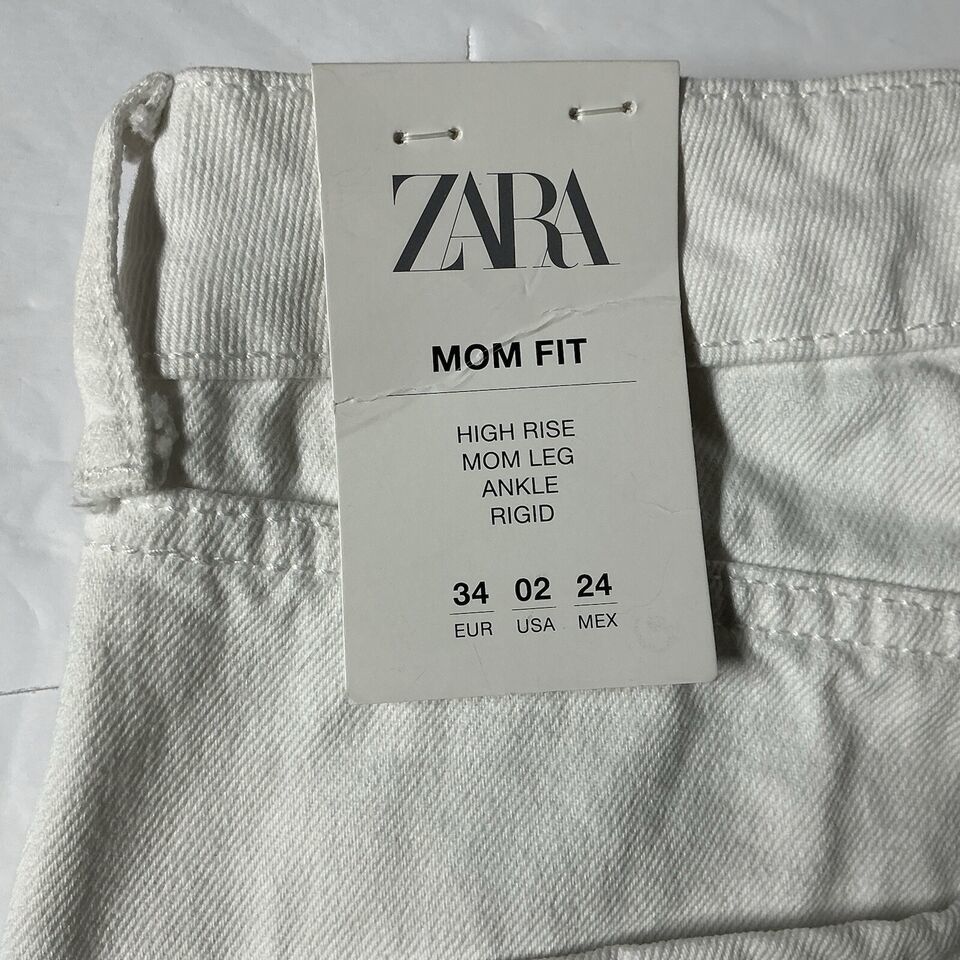 ZARA
MOM FIT
HIGH RISE
MOM LEG
ANKLE
RIGID
34 02 24
EUR USA MEX